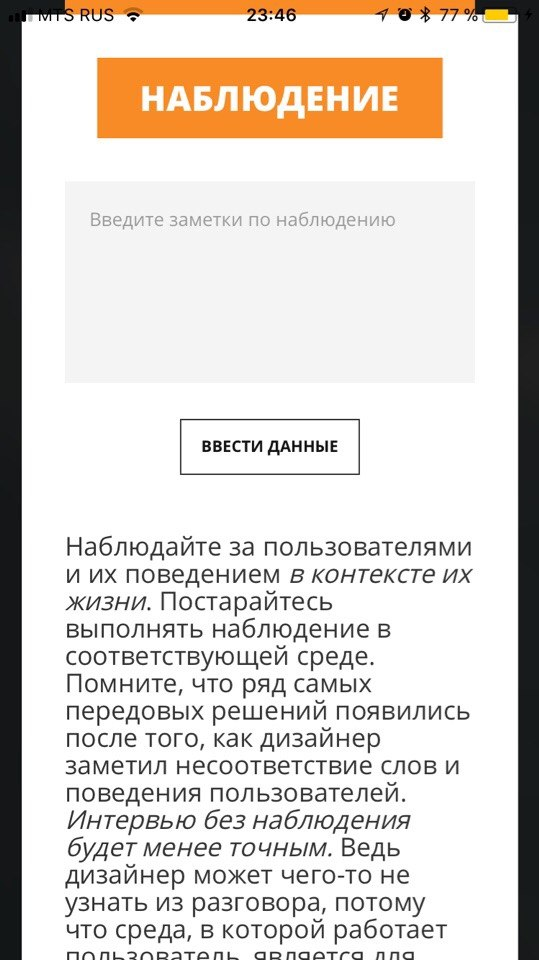 MTS RUS 23:46 77 %
НАБЛЮДЕНИЕ
Введите заметки по наблюдению
ВВЕСТИ ДАННЫЕ
Наблюдайте за пользователями
и их поведением в контексте их
жизни. Постарайтесь
выполнять наблюдение в
соответствующей среде.
Помните, что ряд самых
передовых решений появились
после того, как дизайнер
заметил несоответствие слов и
поведения пользователей.
Интервью без наблюдения
будет менее точным. Ведь
дизайнер может чего-то не
узнать из разговора, потому
что среда, в которой работает
пользователь, является для